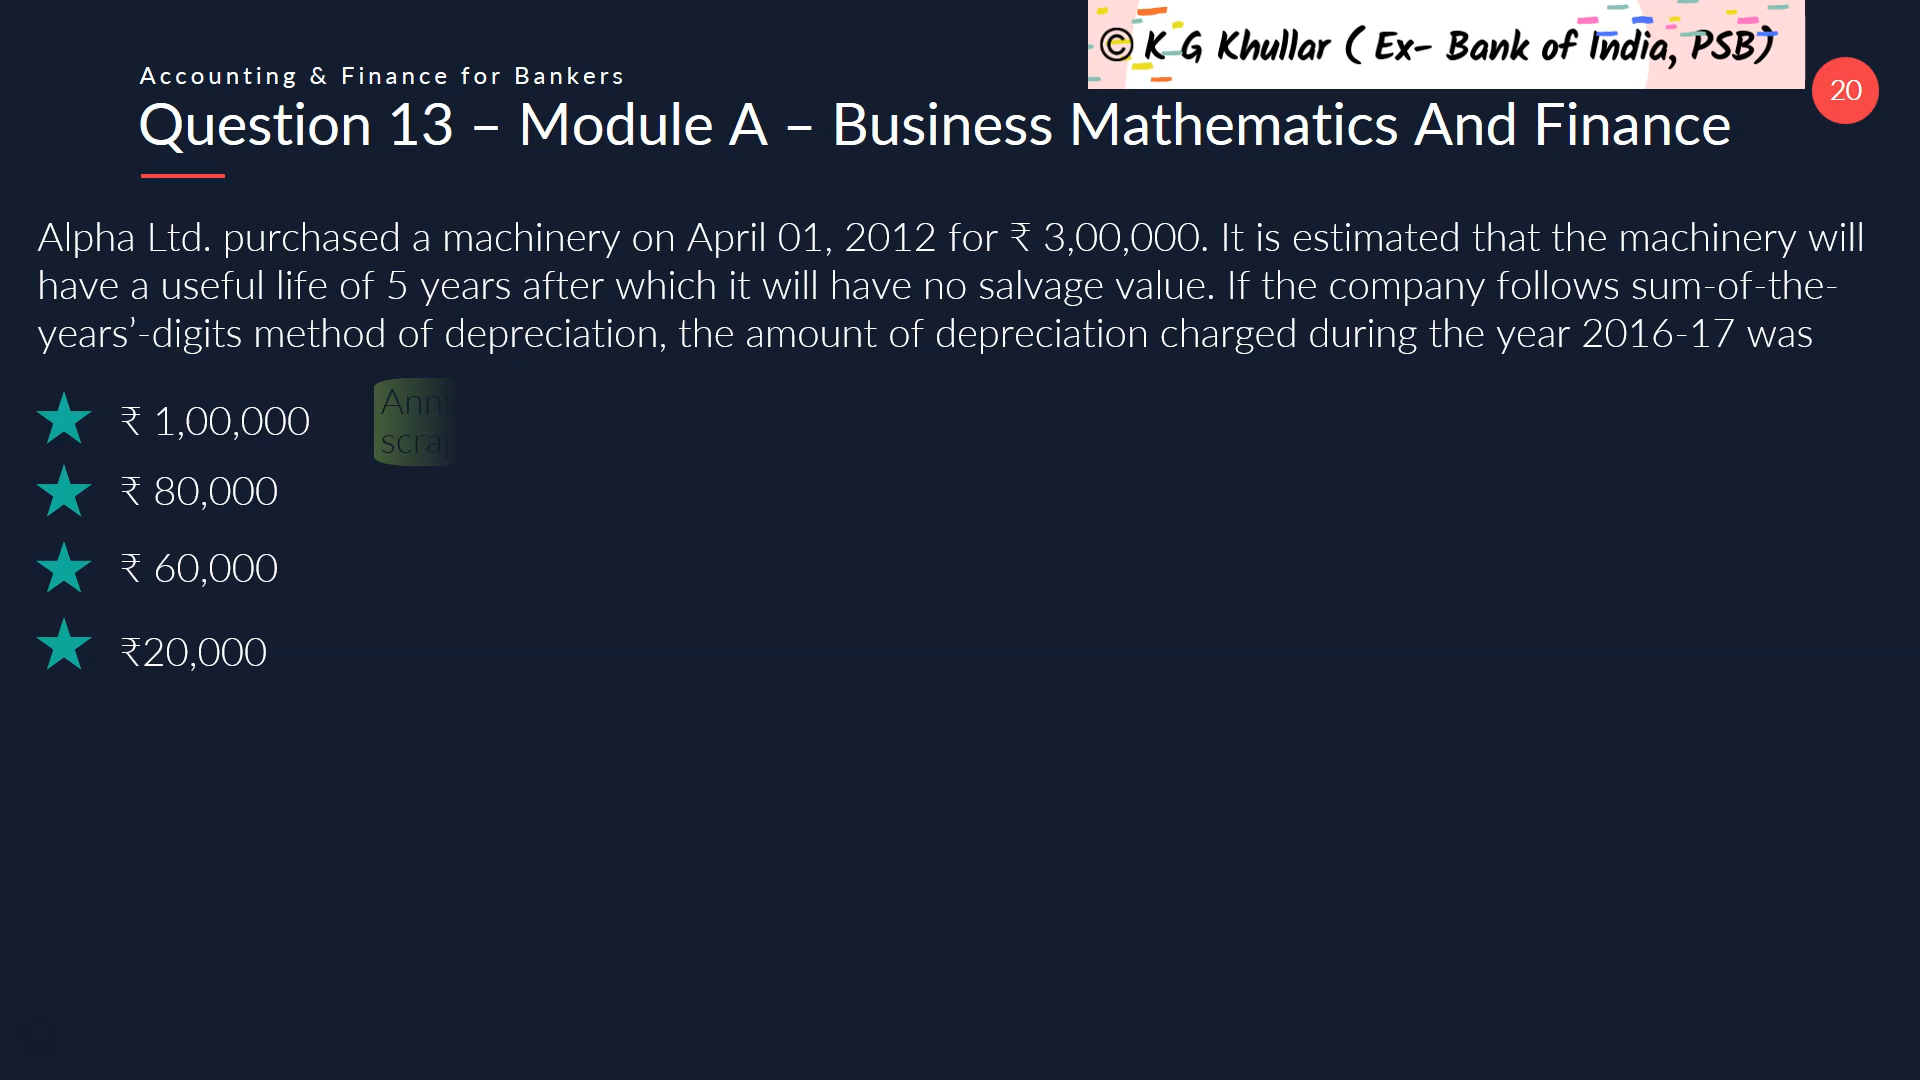 © K G Khullar ( Ex- Bank of India, PSB)
Accounting & Finance for Bankers
20
Question 13 – Module A – Business Mathematics And Finance
Alpha Ltd. purchased a machinery on April 01, 2012 for ₹ 3,00,000. It is estimated that the machinery will
have a useful life of 5 years after which it will have no salvage value. If the company follows sum-of-the-
years’-digits method of depreciation, the amount of depreciation charged during the year 2016-17 was
₹ 1,00,000
₹ 80,000
₹ 60,000
₹20,000